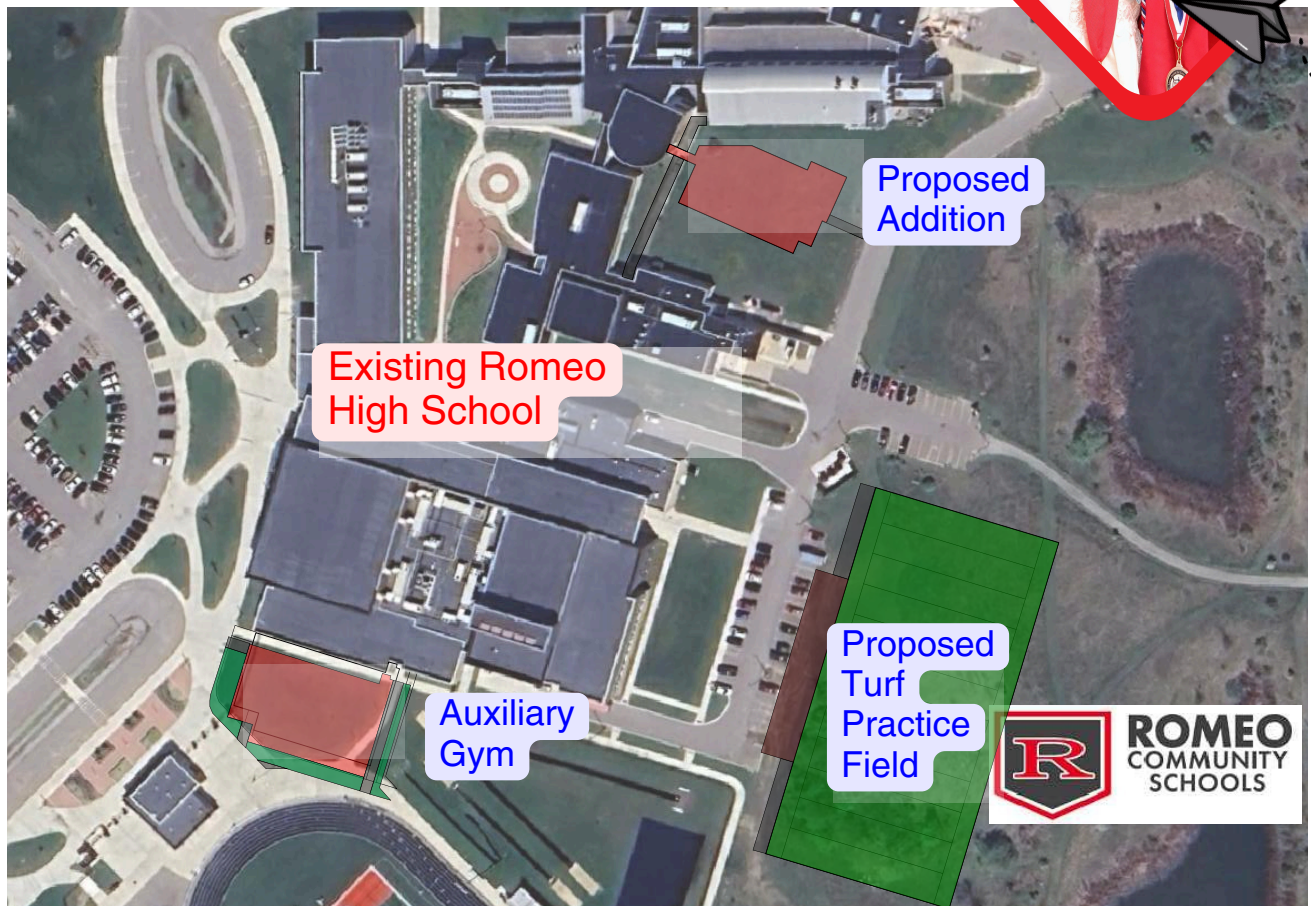 Proposed
Addition
Existing Romeo
High School
Proposed
Turf
Practice
Field
Auxiliary
Gym
R
ROMEO
COMMUNITY
SCHOOLS